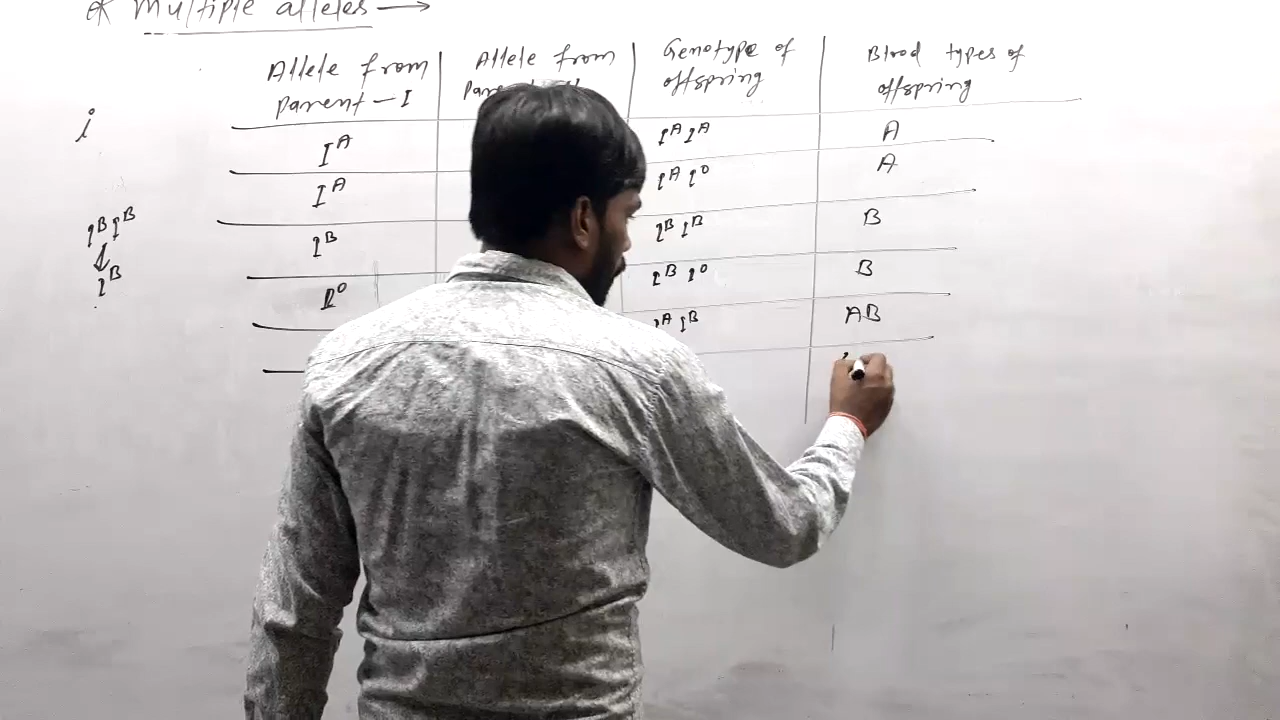 * Multiple alleles →
Allele from Parent - I | Allele from | Genotype of offspring | Blood types of offspring
i
I^A | I^A I^A | A
I^A | I^A I^O | A
I^B I^B
I^B | I^B I^B | B
I^B
I^O | I^B I^O | B
I^A I^B | AB